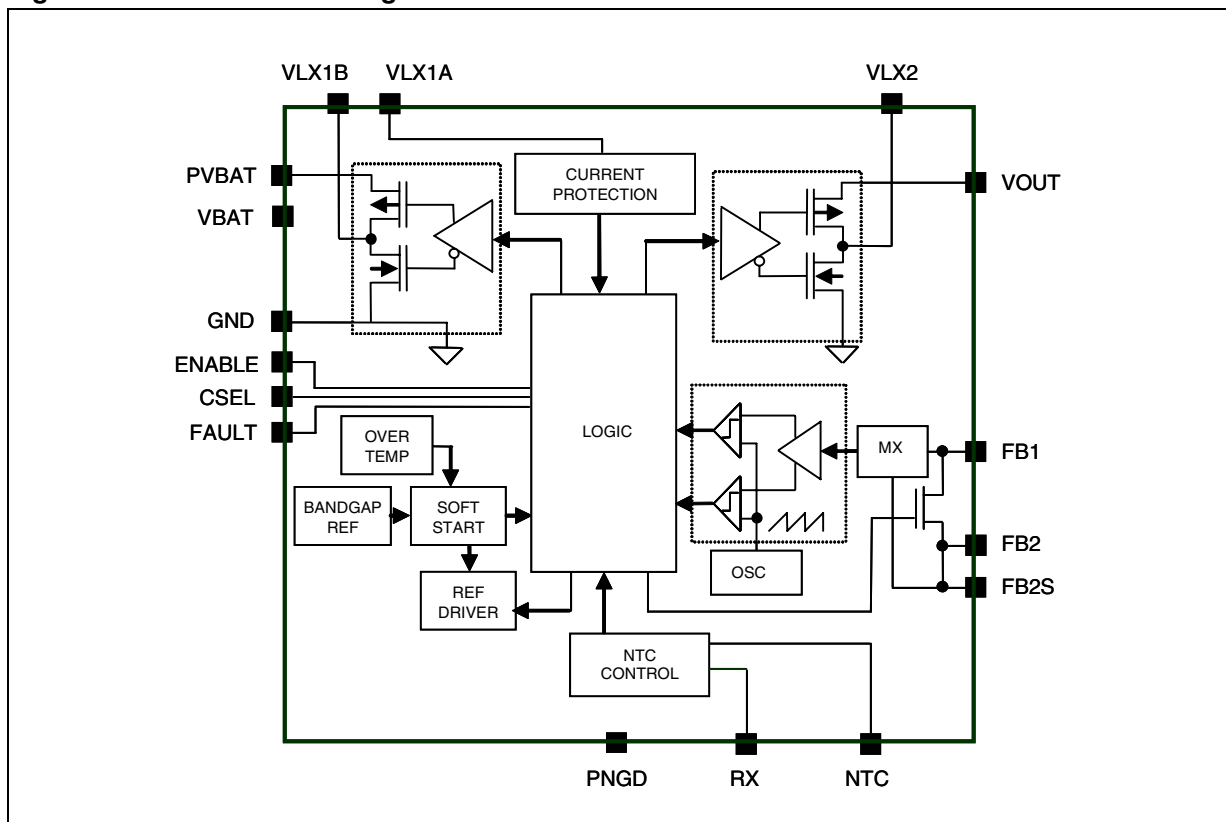 VLX1B
VLX1A
VLX2
PVBAT
VBAT
GND
ENABLE
CSEL
FAULT
CURRENT
PROTECTION
VOUT
LOGIC
OVER
TEMP
BANDGAP
REF
SOFT
START
REF
DRIVER
MX
OSC
FB1
FB2
FB2S
NTC
CONTROL
PNGD
RX
NTC